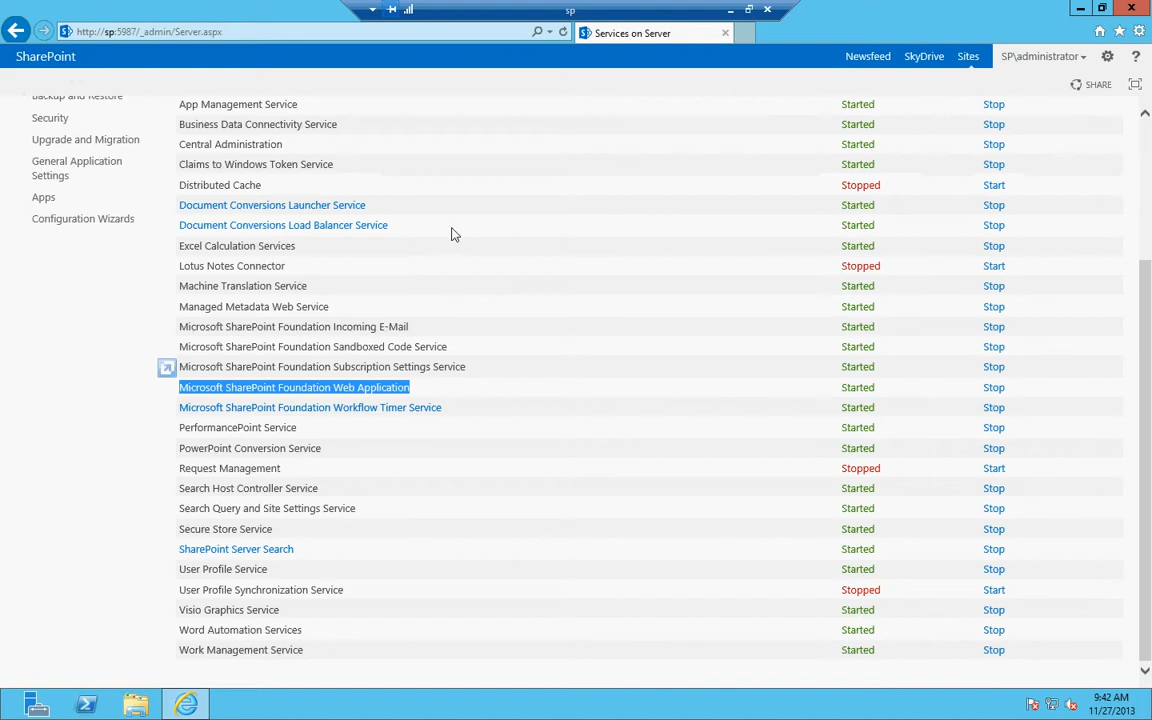 sp
http://sp:5987/_admin/Server.aspx
Services on Server
SharePoint
Newsfeed SkyDrive Sites SP\administrator ?
SHARE
Backup and Restore
Security
Upgrade and Migration
General Application
Settings
Apps
Configuration Wizards
App Management Service Started Stop
Business Data Connectivity Service Started Stop
Central Administration Started Stop
Claims to Windows Token Service Started Stop
Distributed Cache Stopped Start
Document Conversions Launcher Service Started Stop
Document Conversions Load Balancer Service Started Stop
Excel Calculation Services Started Stop
Lotus Notes Connector Stopped Start
Machine Translation Service Started Stop
Managed Metadata Web Service Started Stop
Microsoft SharePoint Foundation Incoming E-Mail Started Stop
Microsoft SharePoint Foundation Sandboxed Code Service Started Stop
Microsoft SharePoint Foundation Subscription Settings Service Started Stop
Microsoft SharePoint Foundation Web Application Started Stop
Microsoft SharePoint Foundation Workflow Timer Service Started Stop
PerformancePoint Service Started Stop
PowerPoint Conversion Service Started Stop
Request Management Stopped Start
Search Host Controller Service Started Stop
Search Query and Site Settings Service Started Stop
Secure Store Service Started Stop
SharePoint Server Search Started Stop
User Profile Service Started Stop
User Profile Synchronization Service Stopped Start
Visio Graphics Service Started Stop
Word Automation Services Started Stop
Work Management Service Started Stop
9:42 AM
11/27/2013